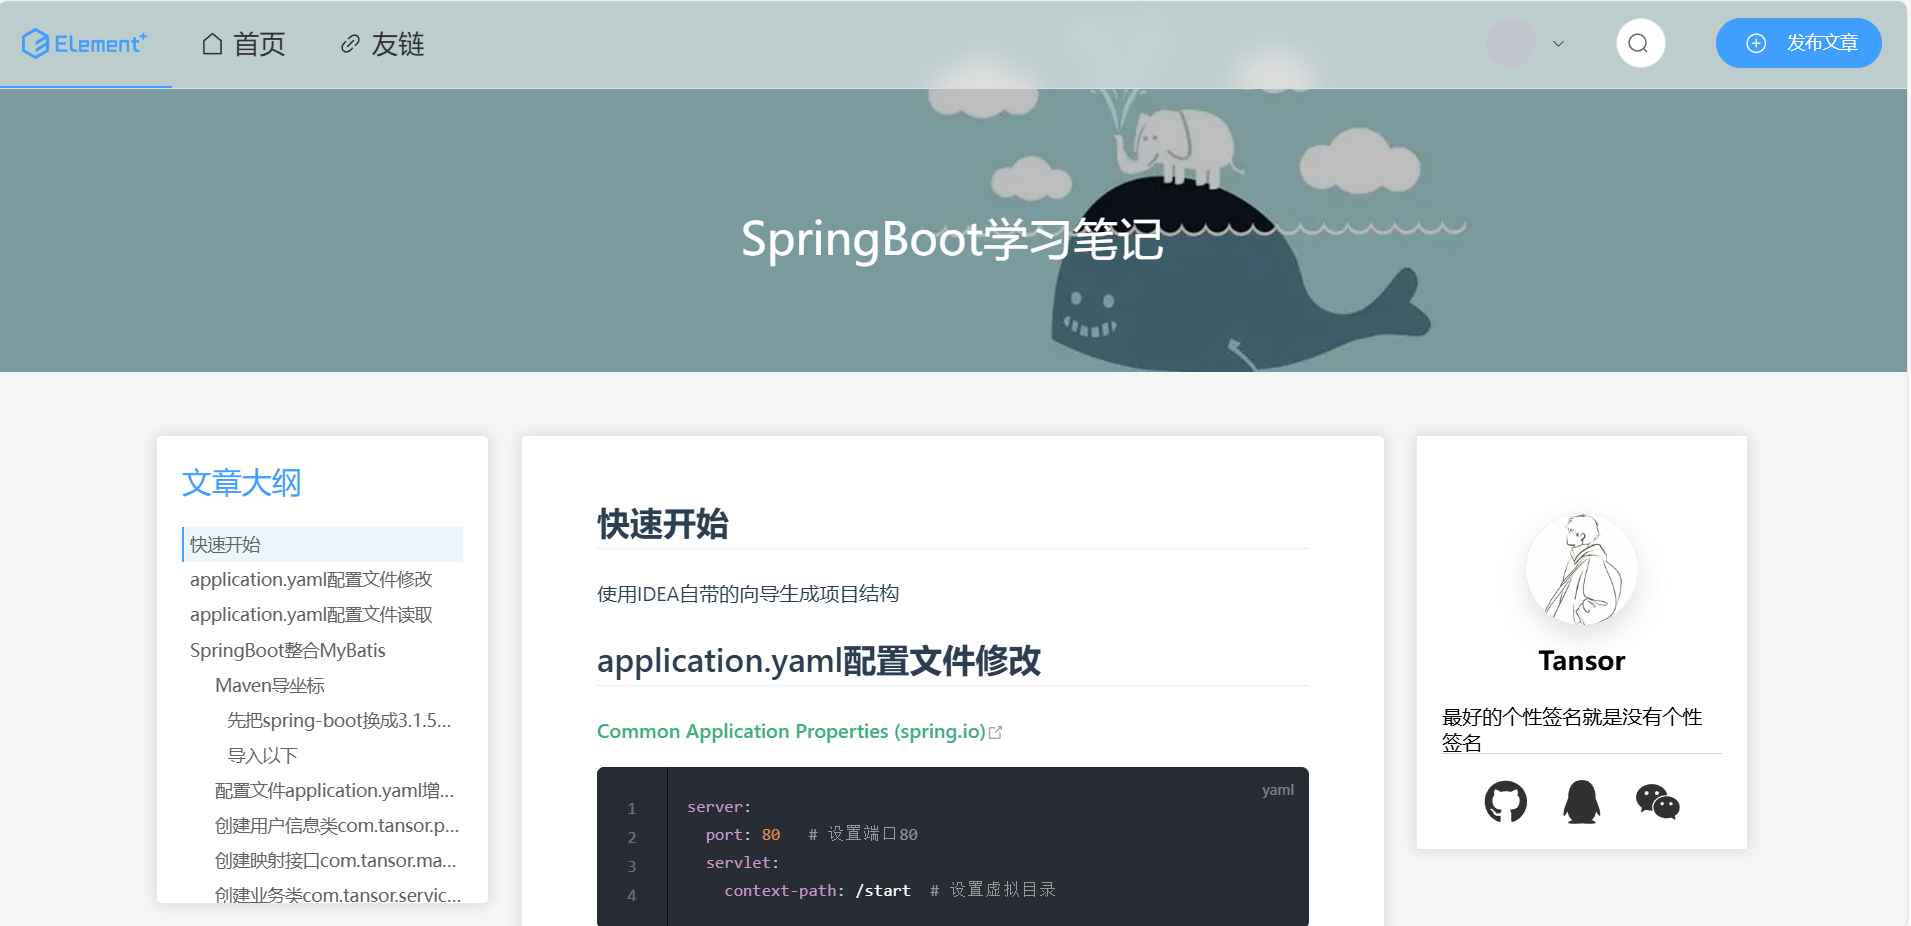 Element+
首页
友链
发布文章
SpringBoot学习笔记
文章大纲
快速开始
application.yaml配置文件修改
application.yaml配置文件读取
SpringBoot整合MyBatis
Maven导坐标
先把spring-boot换成3.1.5...
导入以下
配置文件application.yaml增...
创建用户信息类com.tansor.p...
创建映射接口com.tansor.ma...
创建业务类com.tansor.servic...
快速开始
使用IDEA自带的向导生成项目结构
application.yaml配置文件修改
Common Application Properties (spring.io)
yaml
1 server:
2 port: 80 # 设置端口80
3 servlet:
4 context-path: /start # 设置虚拟目录
Tansor
最好的个性签名就是没有个性
签名